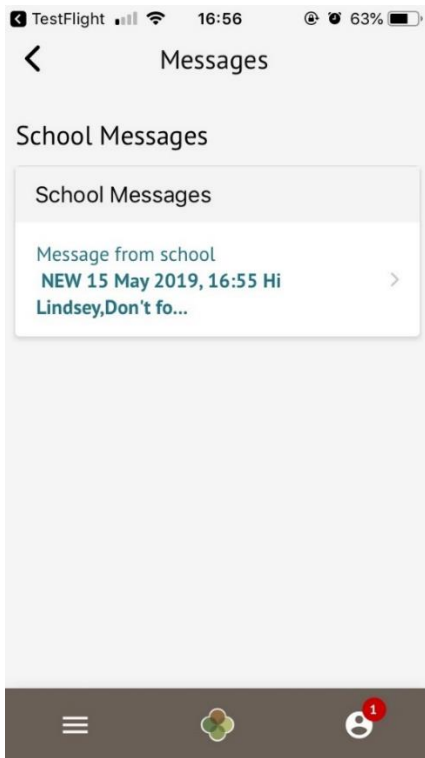 TestFlight 16:56 63%
Messages
School Messages
School Messages
Message from school
NEW 15 May 2019, 16:55 Hi
Lindsey,Don't fo...
1